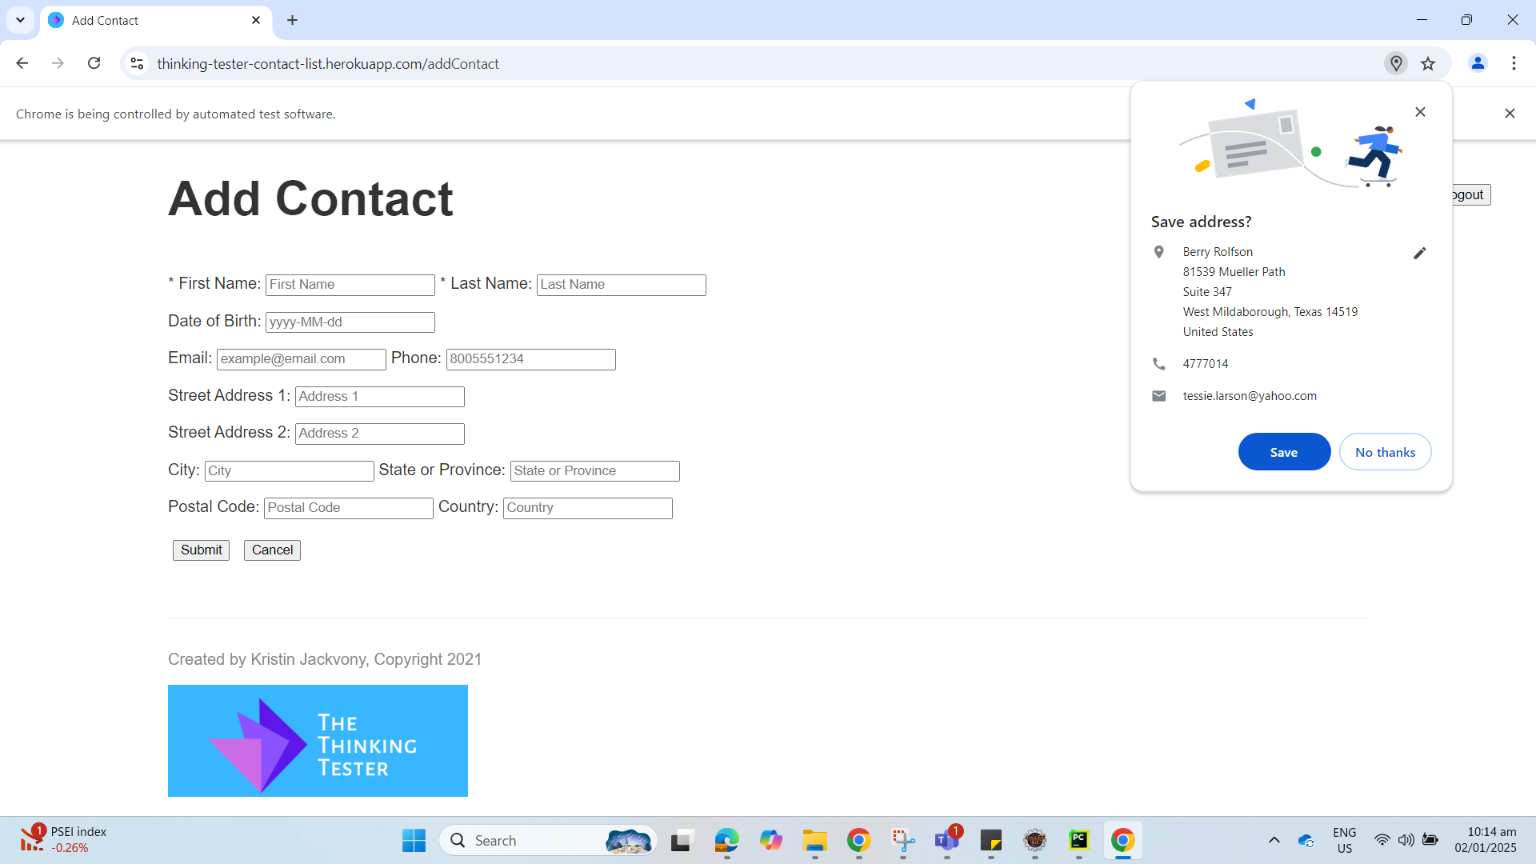 Add Contact
thinking-tester-contact-list.herokuapp.com/addContact
Chrome is being controlled by automated test software.
Add Contact
ogout
* First Name: First Name * Last Name: Last Name
Date of Birth: yyyy-MM-dd
Email: example@email.com Phone: 8005551234
Street Address 1: Address 1
Street Address 2: Address 2
City: City State or Province: State or Province
Postal Code: Postal Code Country: Country
Submit Cancel
Save address?
Berry Rolfson
81539 Mueller Path
Suite 347
West Mildaborough, Texas 14519
United States
4777014
tessie.larson@yahoo.com
Save No thanks
Created by Kristin Jackvony, Copyright 2021
THE
THINKING
TESTER
1
PSEI index
-0.26%
Search
1
PC
ENG
US
10:14 am
02/01/2025